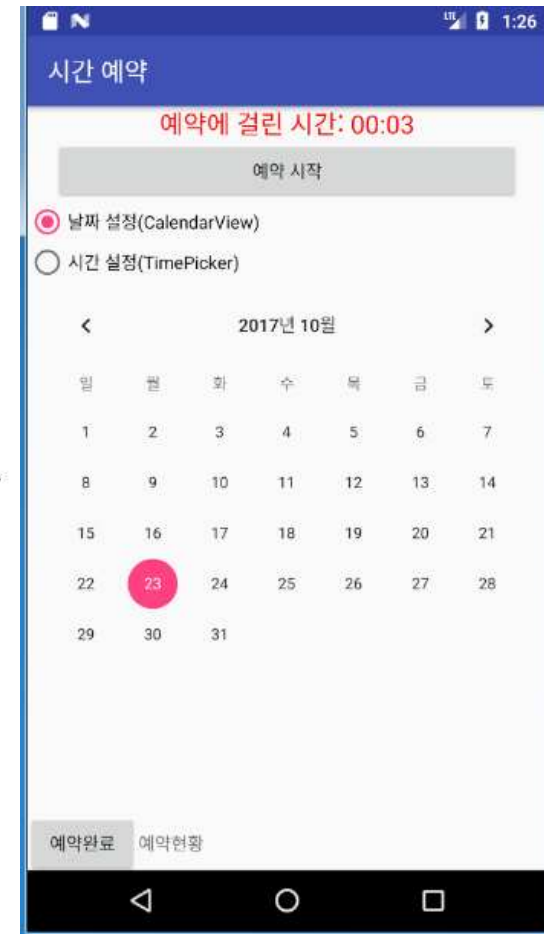 LTE 1:26
시간 예약
예약에 걸린 시간: 00:03
예약 시작
날짜 설정(CalendarView)
시간 설정(TimePicker)
2017년 10월
일 월 화 수 목 금 토
1 2 3 4 5 6 7
8 9 10 11 12 13 14
15 16 17 18 19 20 21
22 23 24 25 26 27 28
29 30 31
예약완료 예약현황